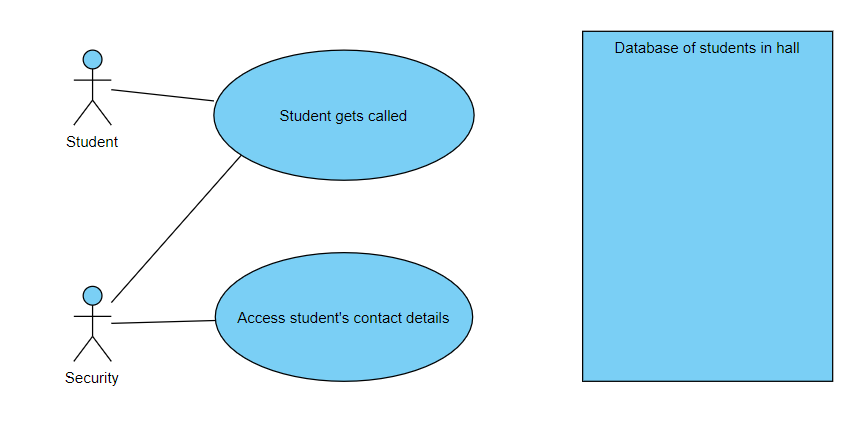 Database of students in hall
Student gets called
Student
Access student's contact details
Security